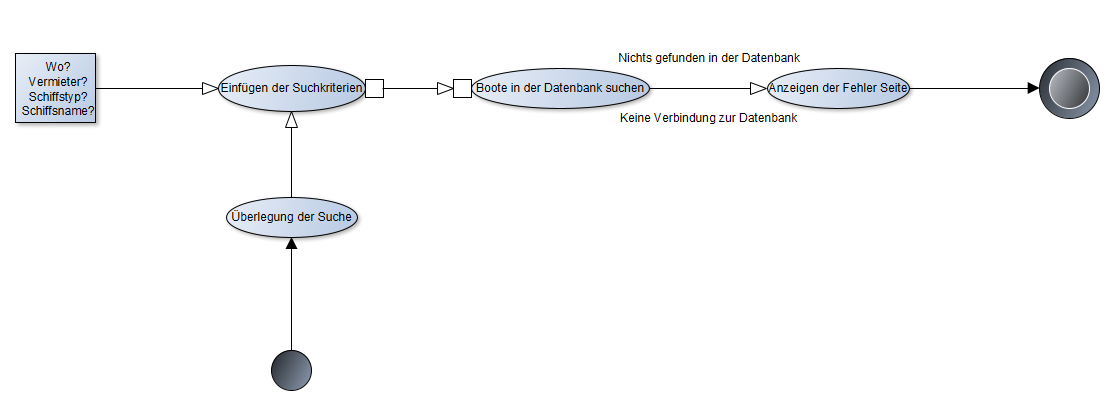 Wo?
Vermieter?
Schiffstyp?
Schiffsname?
Einfügen der Suchkriterien
Nichts gefunden in der Datenbank
Boote in der Datenbank suchen
Keine Verbindung zur Datenbank
Anzeigen der Fehler Seite
Überlegung der Suche